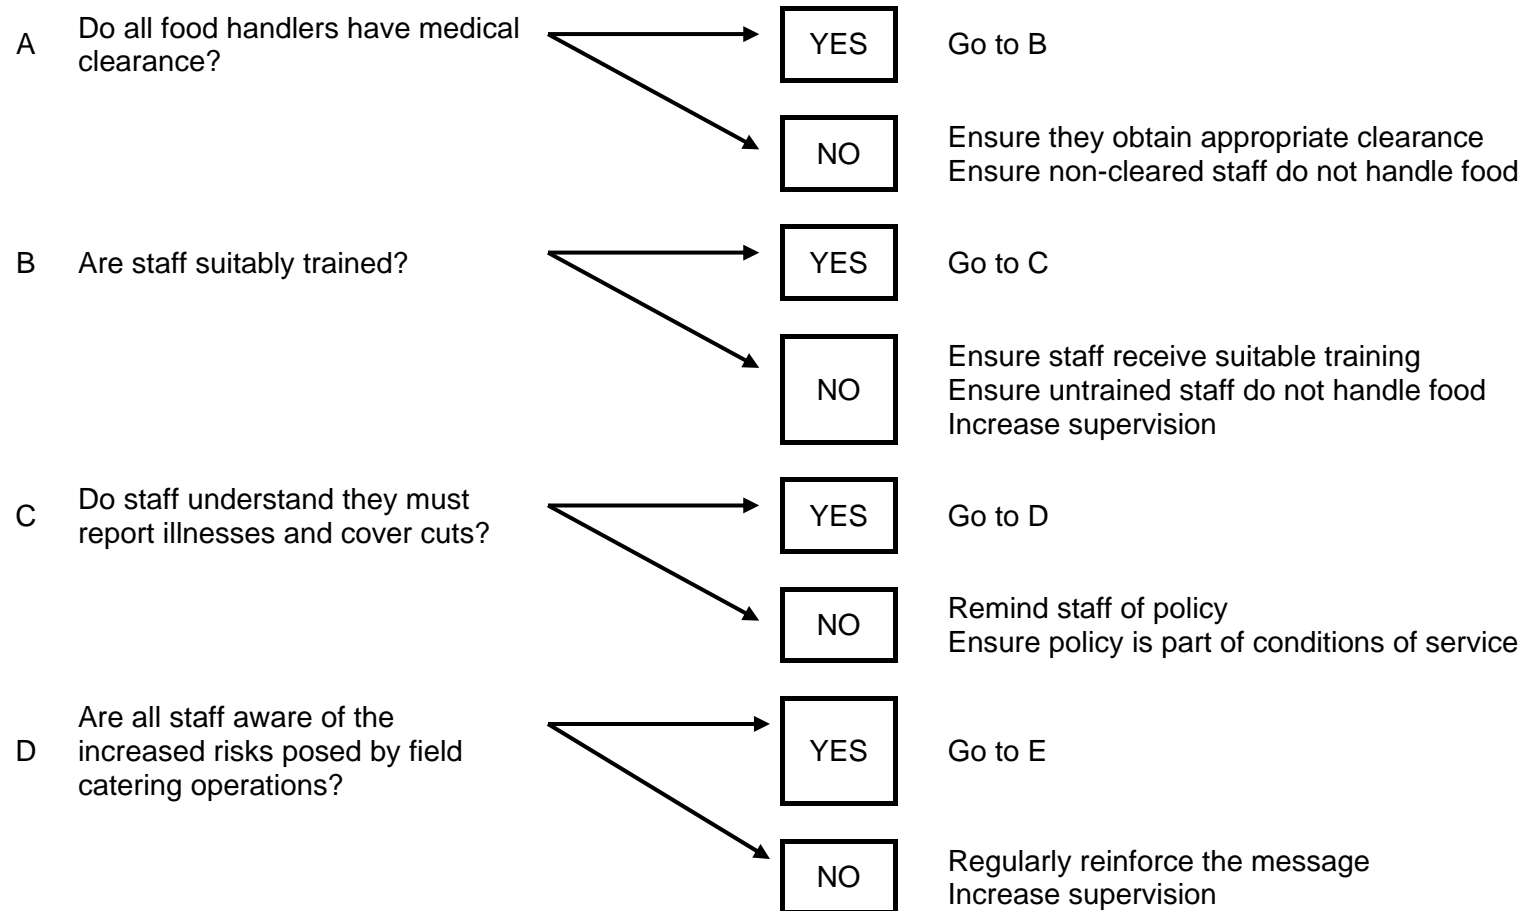 A
Do all food handlers have medical
clearance?
YES
Go to B
NO
Ensure they obtain appropriate clearance
Ensure non-cleared staff do not handle food
B
Are staff suitably trained?
YES
Go to C
NO
Ensure staff receive suitable training
Ensure untrained staff do not handle food
Increase supervision
C
Do staff understand they must
report illnesses and cover cuts?
YES
Go to D
NO
Remind staff of policy
Ensure policy is part of conditions of service
D
Are all staff aware of the
increased risks posed by field
catering operations?
YES
Go to E
NO
Regularly reinforce the message
Increase supervision